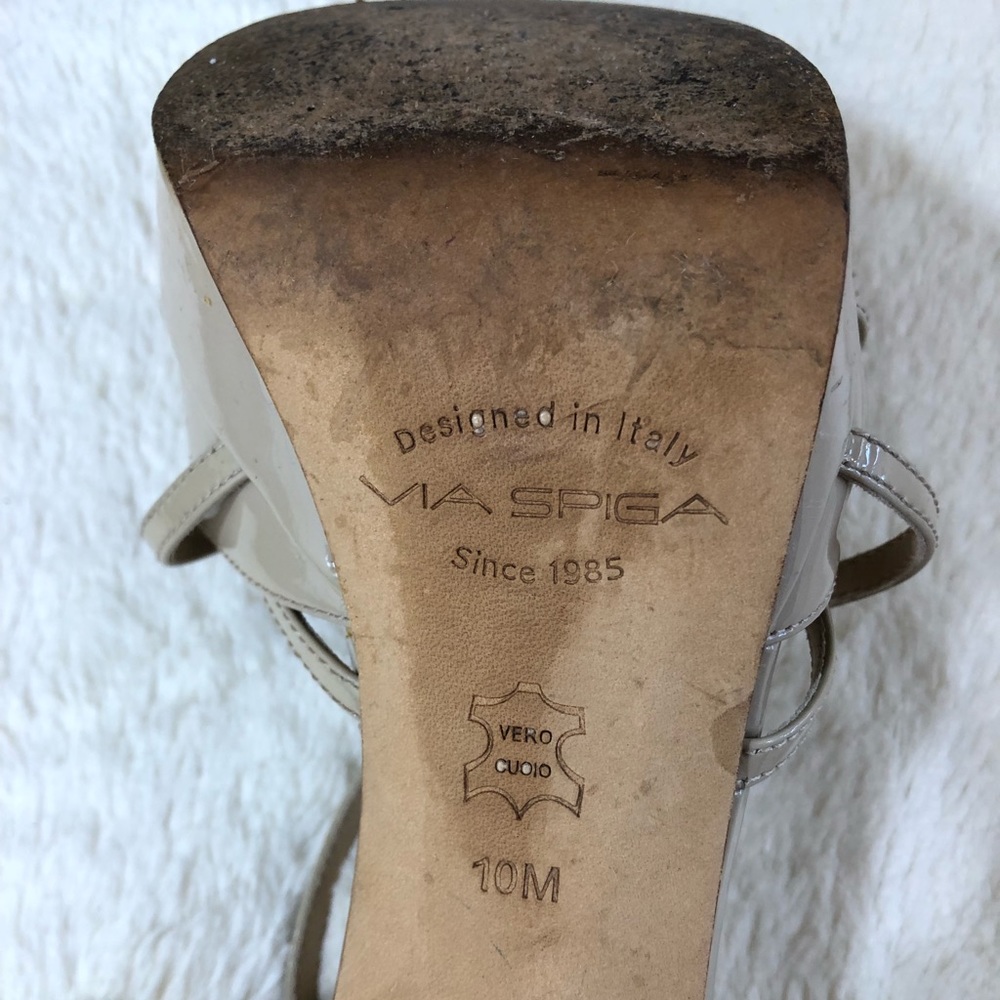 Designed in Italy
VIA SPIGA
Since 1985
VERO
CUOIO
10M